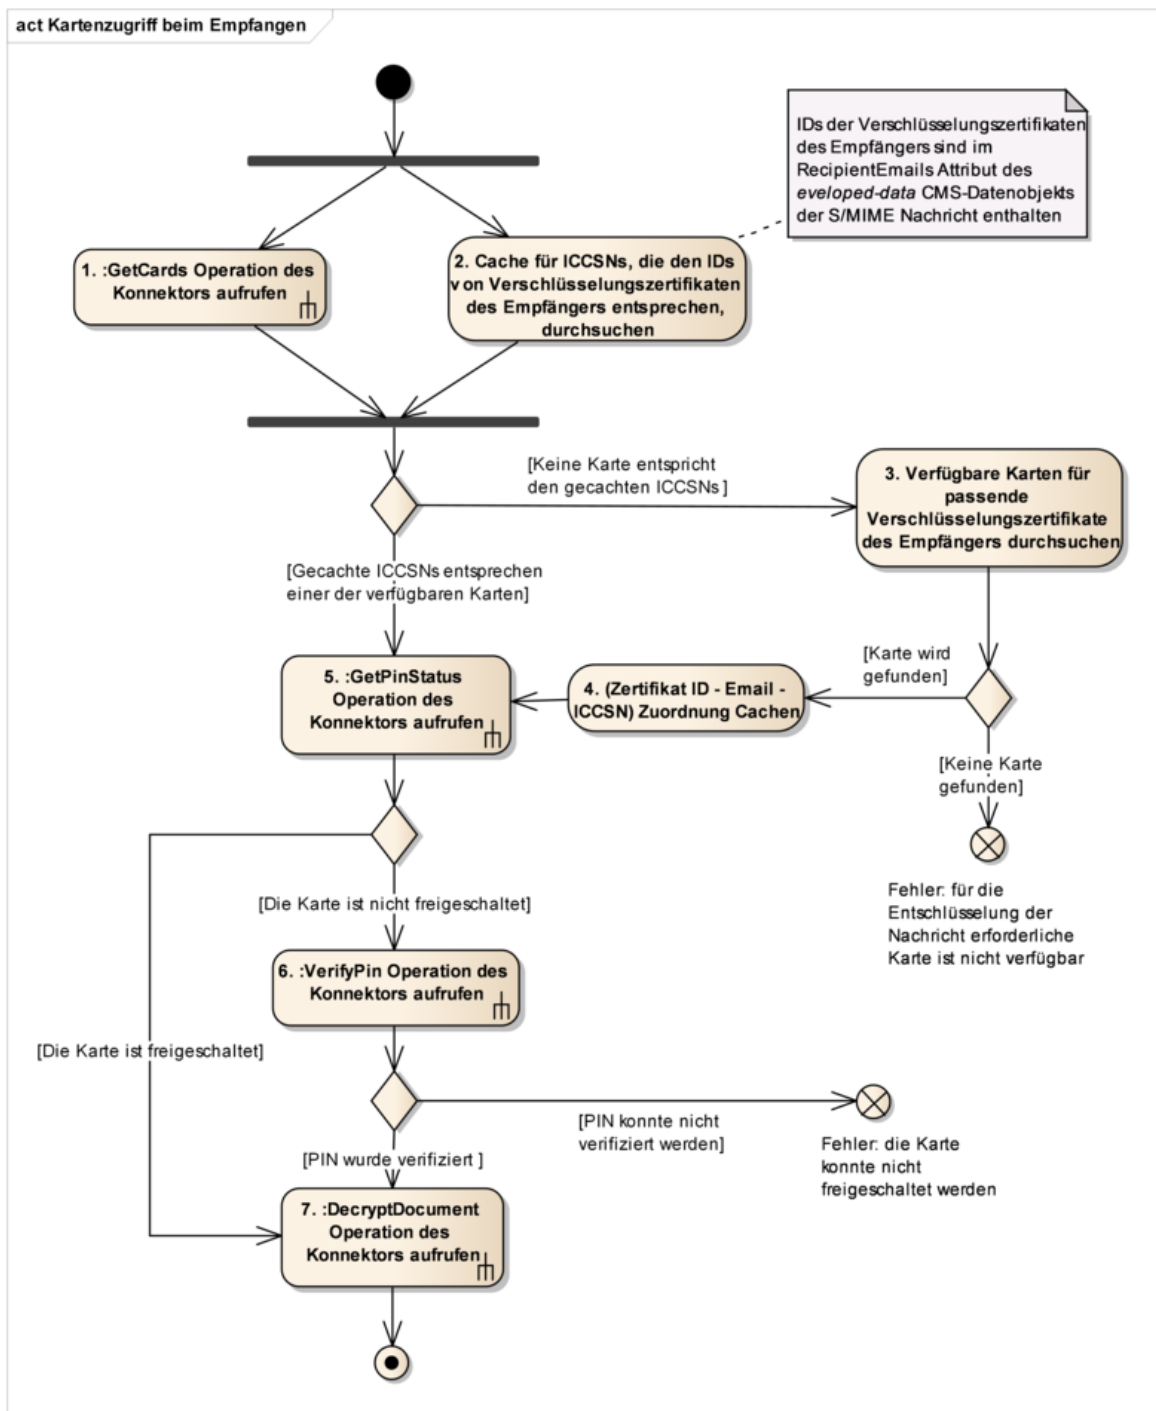 act Kartenzugriff beim Empfangen
IDs der Verschlüselungszertifikaten
des Empfängers sind im
RecipientEmails Attribut des
eveloped-data CMS-Datenobjekts
der S/MIME Nachricht enthalten
1. :GetCards Operation des
Konnektors aufrufen
2. Cache für ICCSNs, die den IDs
von Verschlüsselungszertifikaten
des Empfängers entsprechen,
durchsuchen
[Keine Karte entspricht
den gecachten ICCSNs ]
3. Verfügbare Karten für
passende
Verschlüsselungszertifikate
des Empfängers durchsuchen
[Gecachte ICCSNs entsprechen
einer der verfügbaren Karten]
[Karte wird
gefunden]
5. :GetPinStatus
Operation des
Konnektors aufrufen
4. (Zertifikat ID - Email -
ICCSN) Zuordnung Cachen
[Keine Karte
gefunden]
Fehler: für die
Entschlüsselung der
Nachricht erforderliche
Karte ist nicht verfügbar
[Die Karte ist nicht freigeschaltet]
6. :VerifyPin Operation des
Konnektors aufrufen
[Die Karte ist freigeschaltet]
[PIN konnte nicht
verifiziert werden]
Fehler: die Karte
konnte nicht
freigeschaltet werden
[PIN wurde verifiziert ]
7. :DecryptDocument
Operation des
Konnektors aufrufen